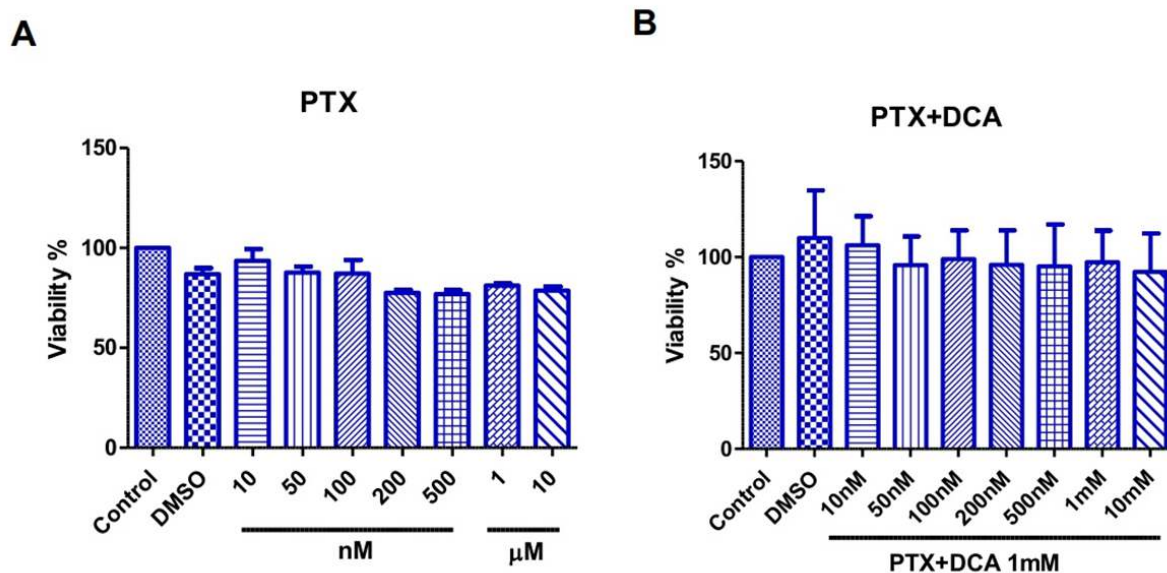 A
PTX
Viability %
150
100
50
0
Control
DMSO
10
50
100
200
500
1
10
nM
μM
B
PTX+DCA
Viability %
150
100
50
0
Control
DMSO
10nM
50nM
100nM
200nM
500nM
1mM
10mM
PTX+DCA 1mM